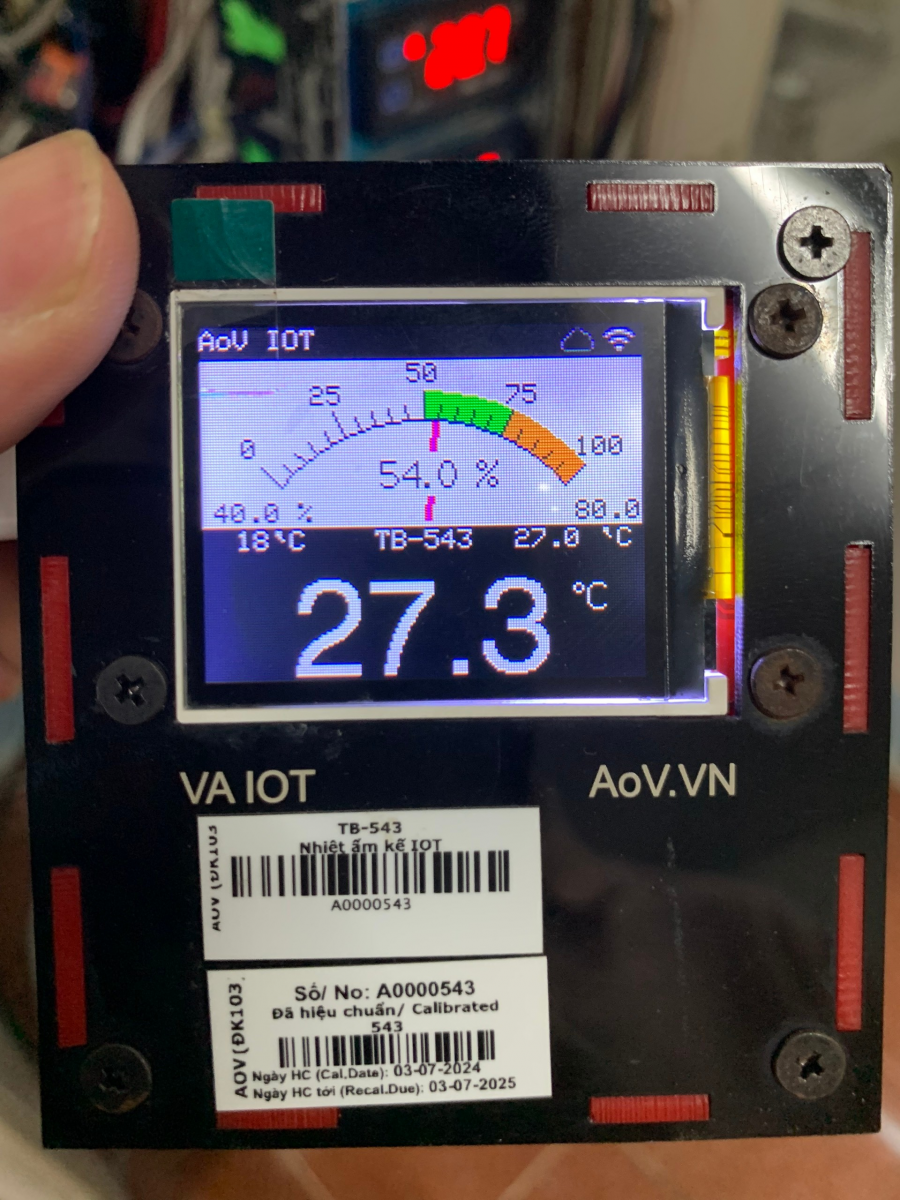 AoV IOT
50
25 75
0 100
54.0 %
40.0 % 80.0
18°C TB-543 27.0 °C
27.3 °C
VA IOT AoV.VN
TB-543
Nhiệt ẩm kế IOT
A0000543
AOV (ĐK103
Số/ No: A0000543
Đã hiệu chuẩn/ Calibrated
543
Ngày HC (Cal.Date): 03-07-2024
Ngày HC tới (Recal.Due): 03-07-2025
AOV(ĐK103.